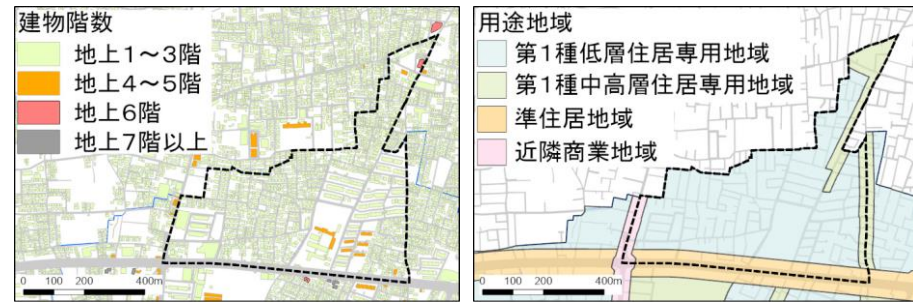 建物階数
地上1～3階
地上4～5階
地上6階
地上7階以上
0 100 200 400m
用途地域
第1種低層住居専用地域
第1種中高層住居専用地域
準住居地域
近隣商業地域
0 100 200 400m